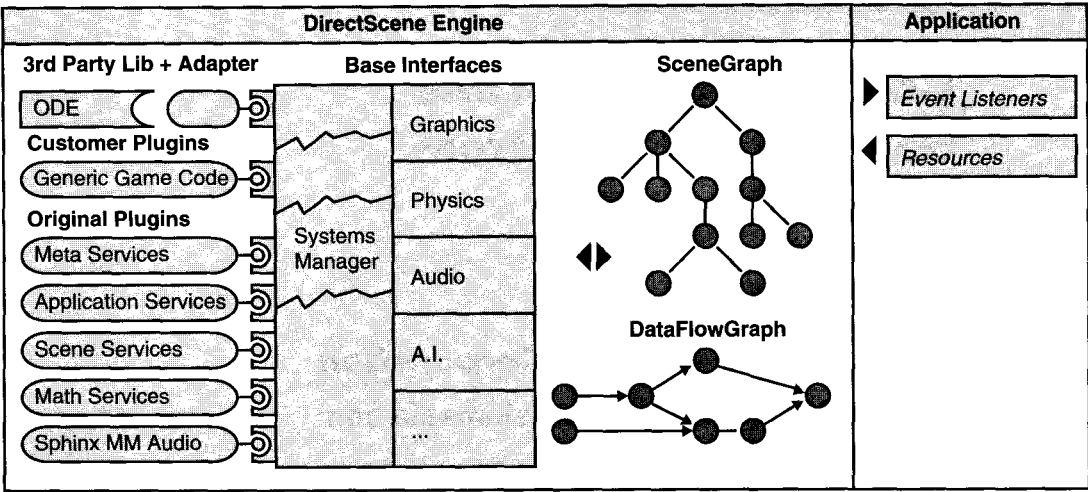 DirectScene Engine
Application
3rd Party Lib + Adapter
ODE
Customer Plugins
Generic Game Code
Original Plugins
Meta Services
Application Services
Scene Services
Math Services
Sphinx MM Audio
Base Interfaces
Systems
Manager
Graphics
Physics
Audio
A.I.
...
SceneGraph
DataFlowGraph
Event Listeners
Resources